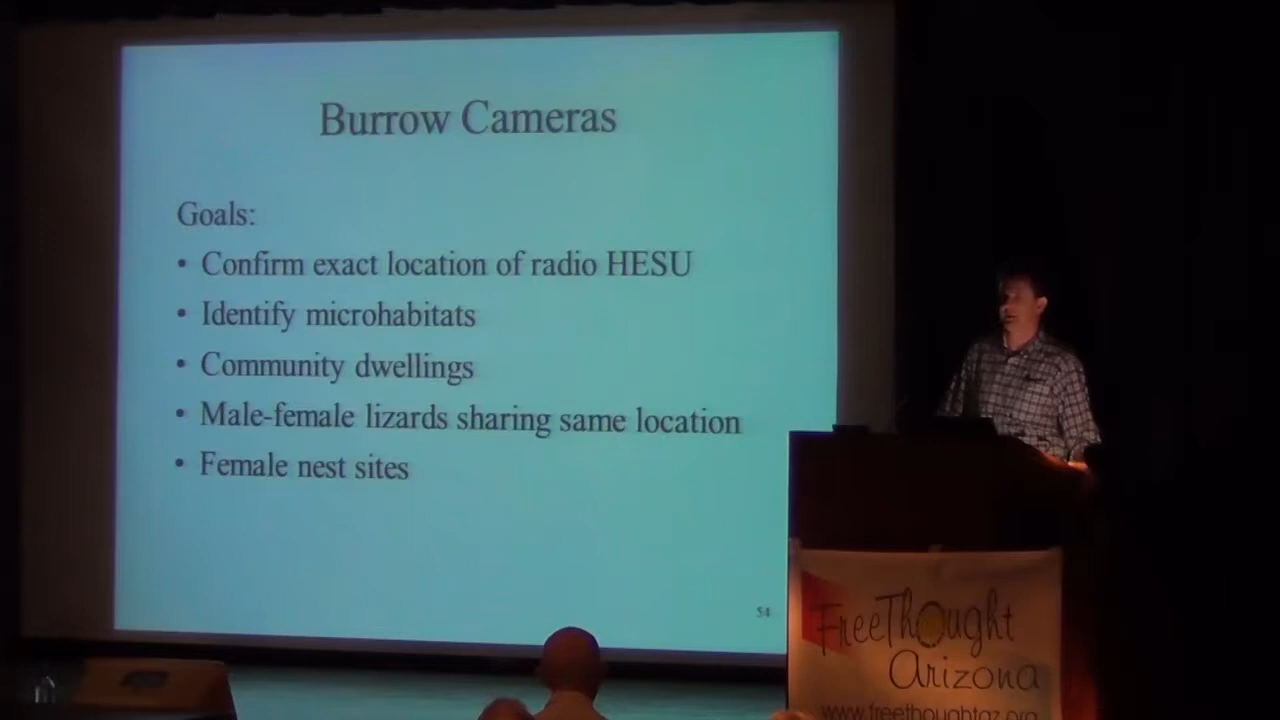 Burrow Cameras
Goals:
• Confirm exact location of radio HESU
• Identify microhabitats
• Community dwellings
• Male-female lizards sharing same location
• Female nest sites
54
FreeThought
Arizona
www.freethoughtaz.org